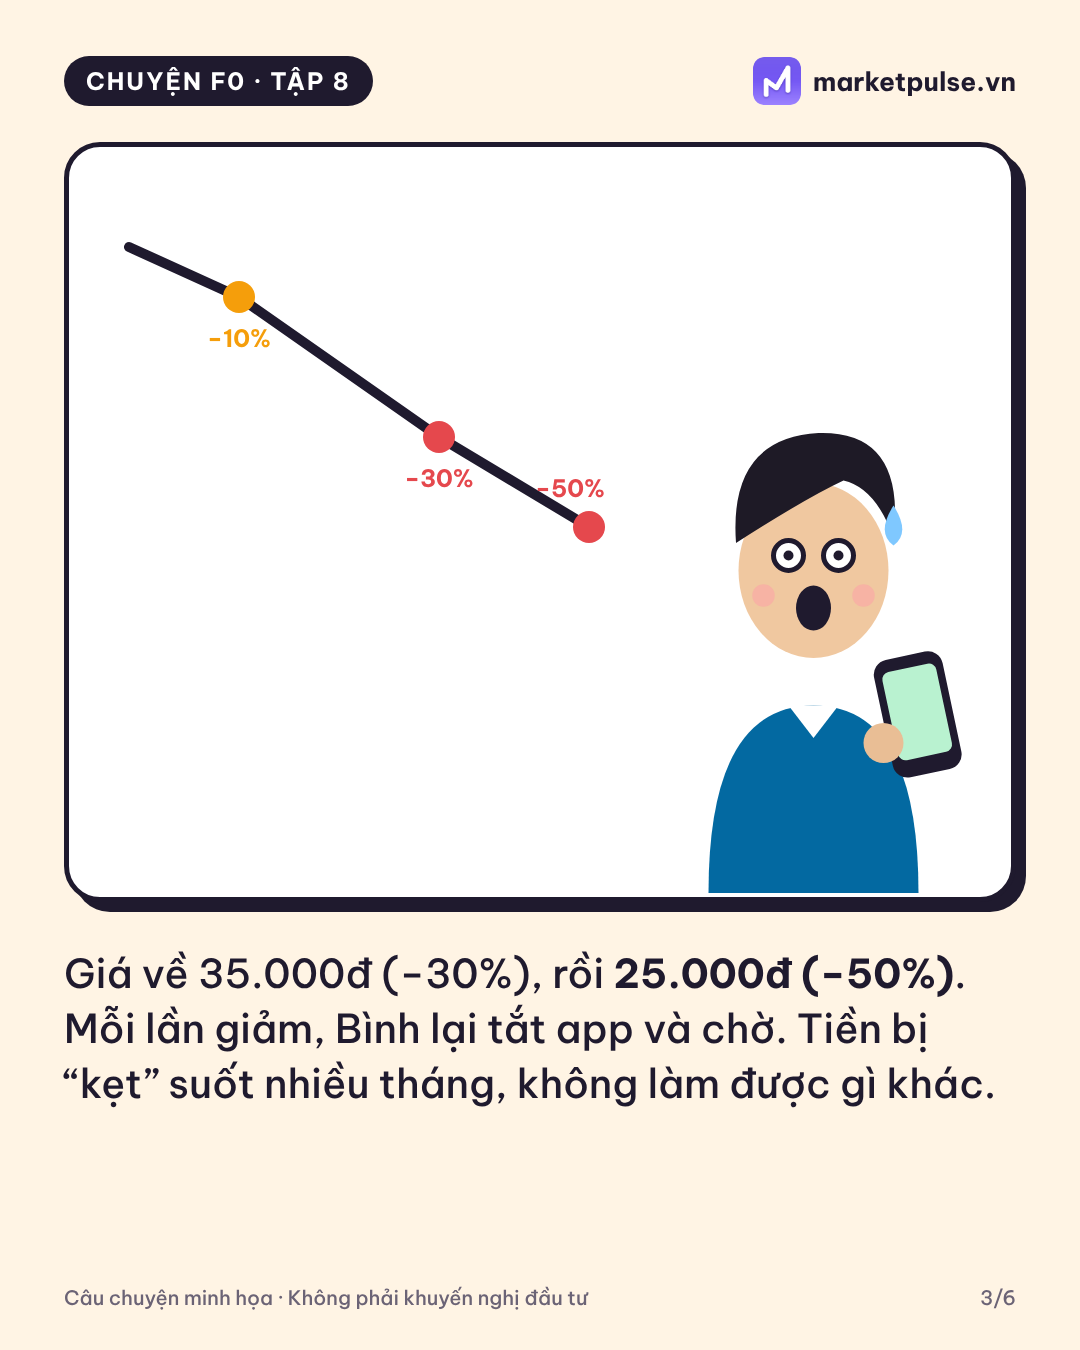 CHUYỆN F0 · TẬP 8
marketpulse.vn
−10%
−30%
−50%
Giá về 35.000đ (−30%), rồi 25.000đ (−50%).
Mỗi lần giảm, Bình lại tắt app và chờ. Tiền bị
“kẹt” suốt nhiều tháng, không làm được gì khác.
Câu chuyện minh họa · Không phải khuyến nghị đầu tư
3/6